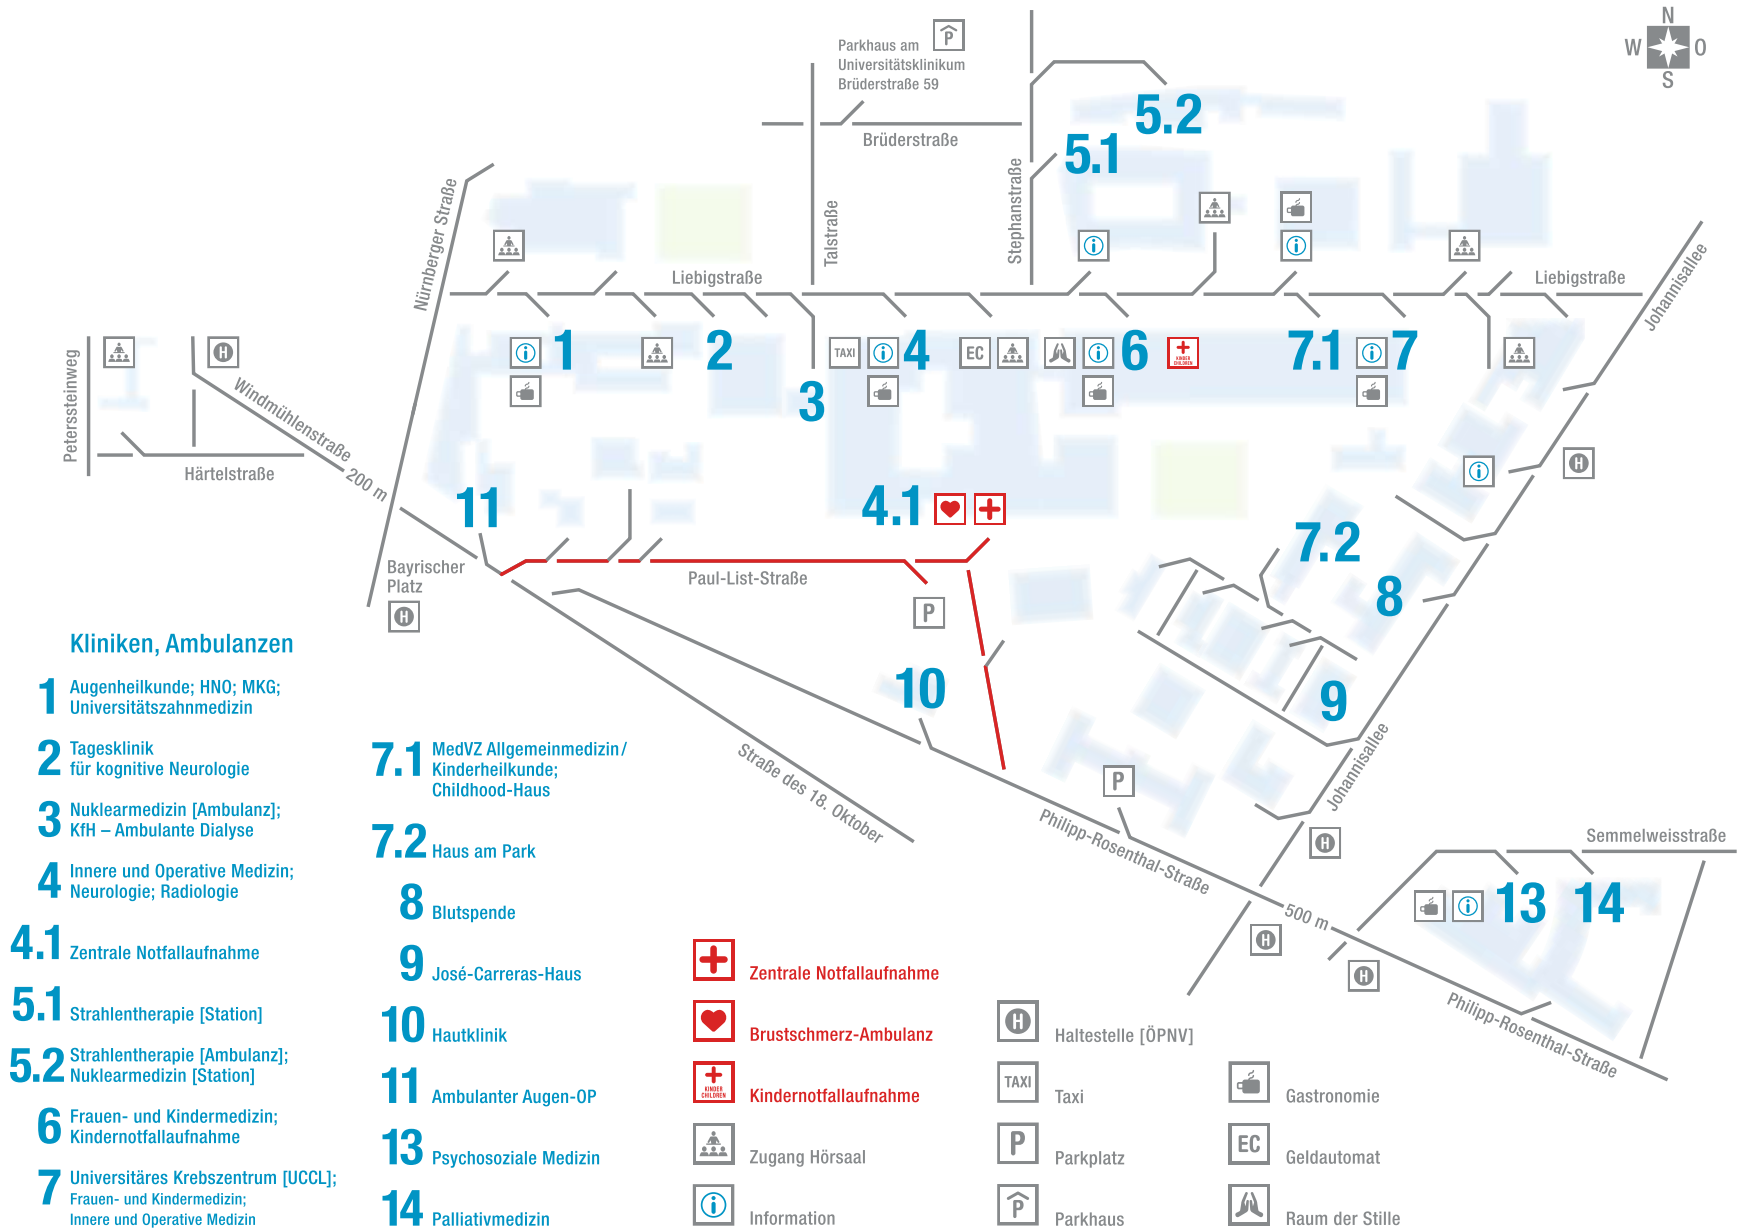 N
W
O
S
P
Parkhaus am
Universitätsklinikum
Brüderstraße 59
Brüderstraße
Talstraße
Stephanstraße
5.2
5.1
Nürnberger Straße
Liebigstraße
Liebigstraße
Johannisallee
i
i
Peterssteinweg
H
Windmühlenstraße
200 m
Härtelstraße
i
1
2
3
TAXI
i
4
EC
i
6
KINDER
CHILDREN
7.1
i
7
i
H
11
4.1
7.2
8
9
10
Bayrischer
Platz
H
Paul-List-Straße
P
Straße des 18. Oktober
P
Philipp-Rosenthal-Straße
Johannisallee
H
H
500 m
H
Semmelweisstraße
i
13
14
Philipp-Rosenthal-Straße
Kliniken, Ambulanzen
1
Augenheilkunde; HNO; MKG;
Universitätszahnmedizin
2
Tagesklinik
für kognitive Neurologie
3
Nuklearmedizin [Ambulanz];
KfH – Ambulante Dialyse
4
Innere und Operative Medizin;
Neurologie; Radiologie
4.1
Zentrale Notfallaufnahme
5.1
Strahlentherapie [Station]
5.2
Strahlentherapie [Ambulanz];
Nuklearmedizin [Station]
6
Frauen- und Kindermedizin;
Kindernotfallaufnahme
7
Universitäres Krebszentrum [UCCL];
Frauen- und Kindermedizin;
Innere und Operative Medizin
7.1
MedVZ Allgemeinmedizin/
Kinderheilkunde;
Childhood-Haus
7.2
Haus am Park
8
Blutspende
9
José-Carreras-Haus
10
Hautklinik
11
Ambulanter Augen-OP
13
Psychosoziale Medizin
14
Palliativmedizin
Zentrale Notfallaufnahme
Brustschmerz-Ambulanz
KINDER
CHILDREN
Kindernotfallaufnahme
Zugang Hörsaal
i
Information
H
Haltestelle [ÖPNV]
TAXI
Taxi
P
Parkplatz
P
Parkhaus
Gastronomie
EC
Geldautomat
Raum der Stille